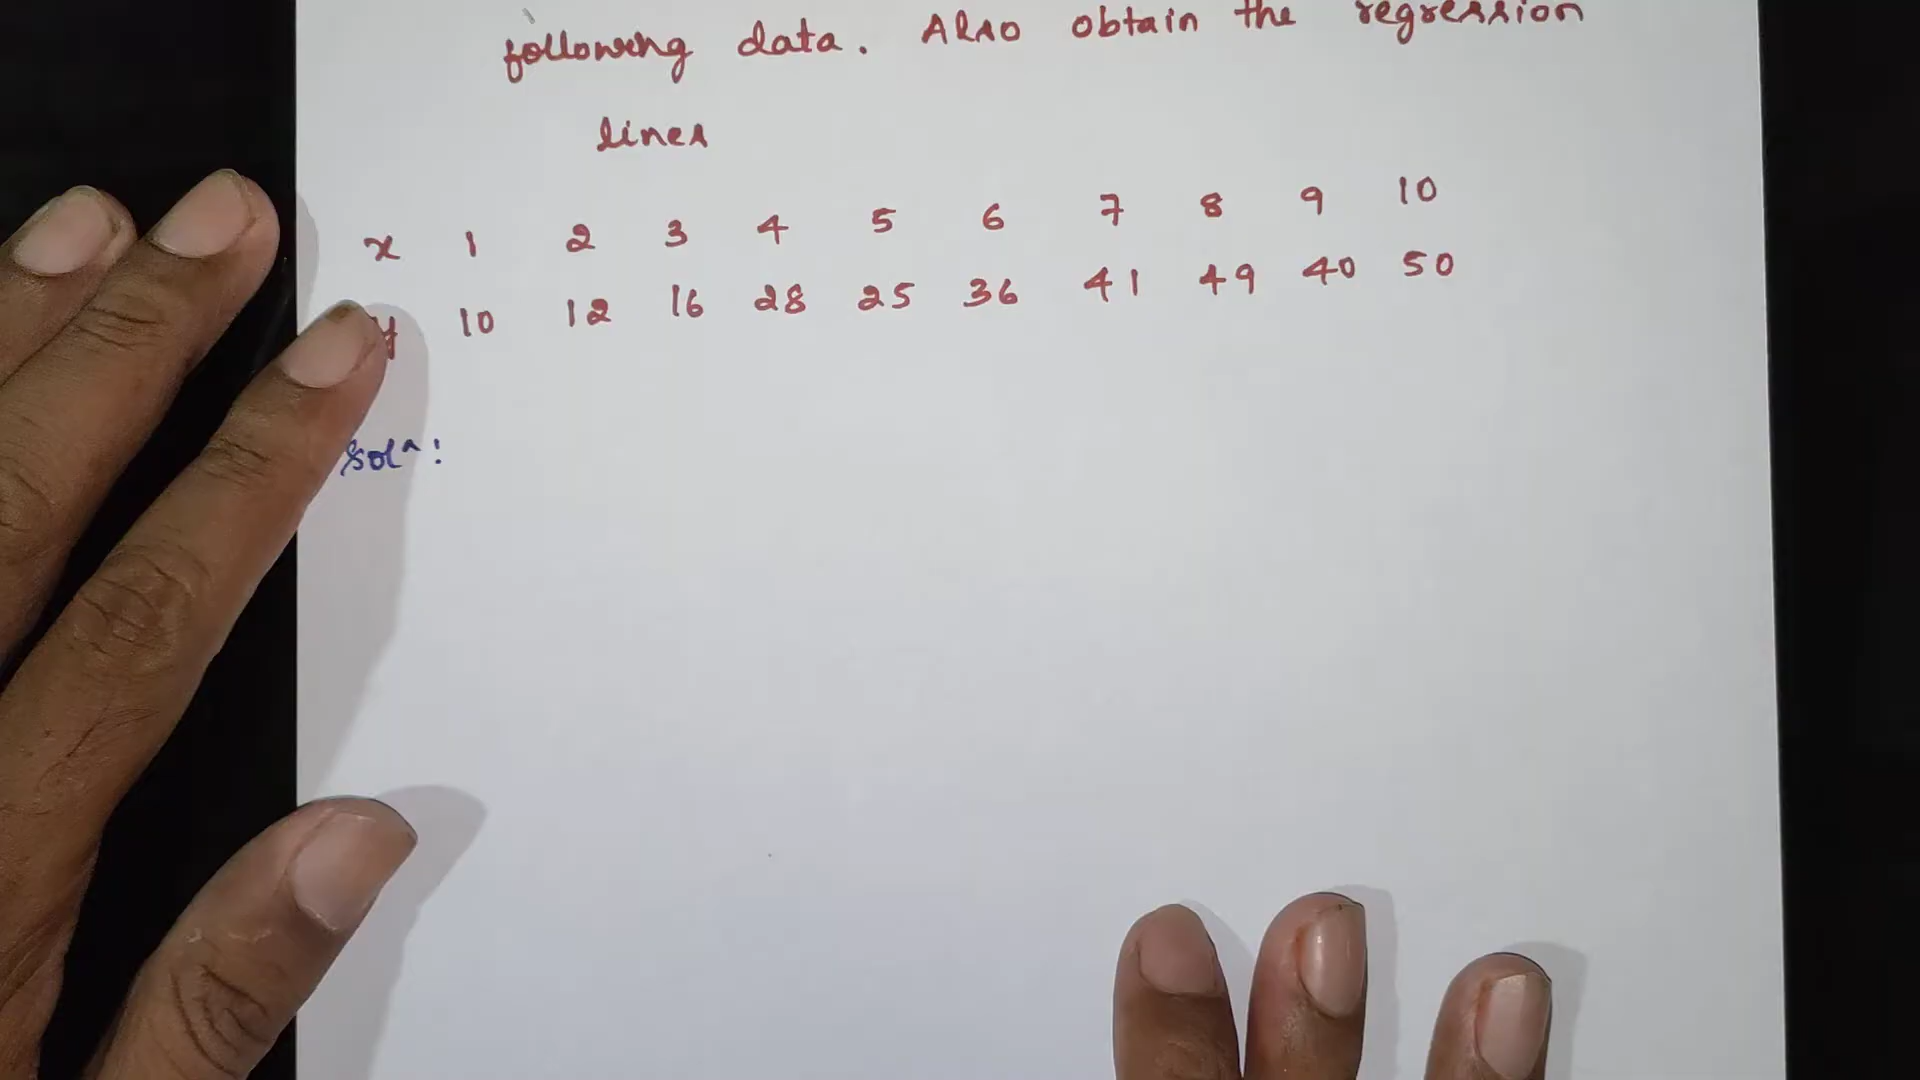 following data. Also obtain the regression
lines
x 1 2 3 4 5 6 7 8 9 10
y 10 12 16 28 25 36 41 49 40 50
Solⁿ: